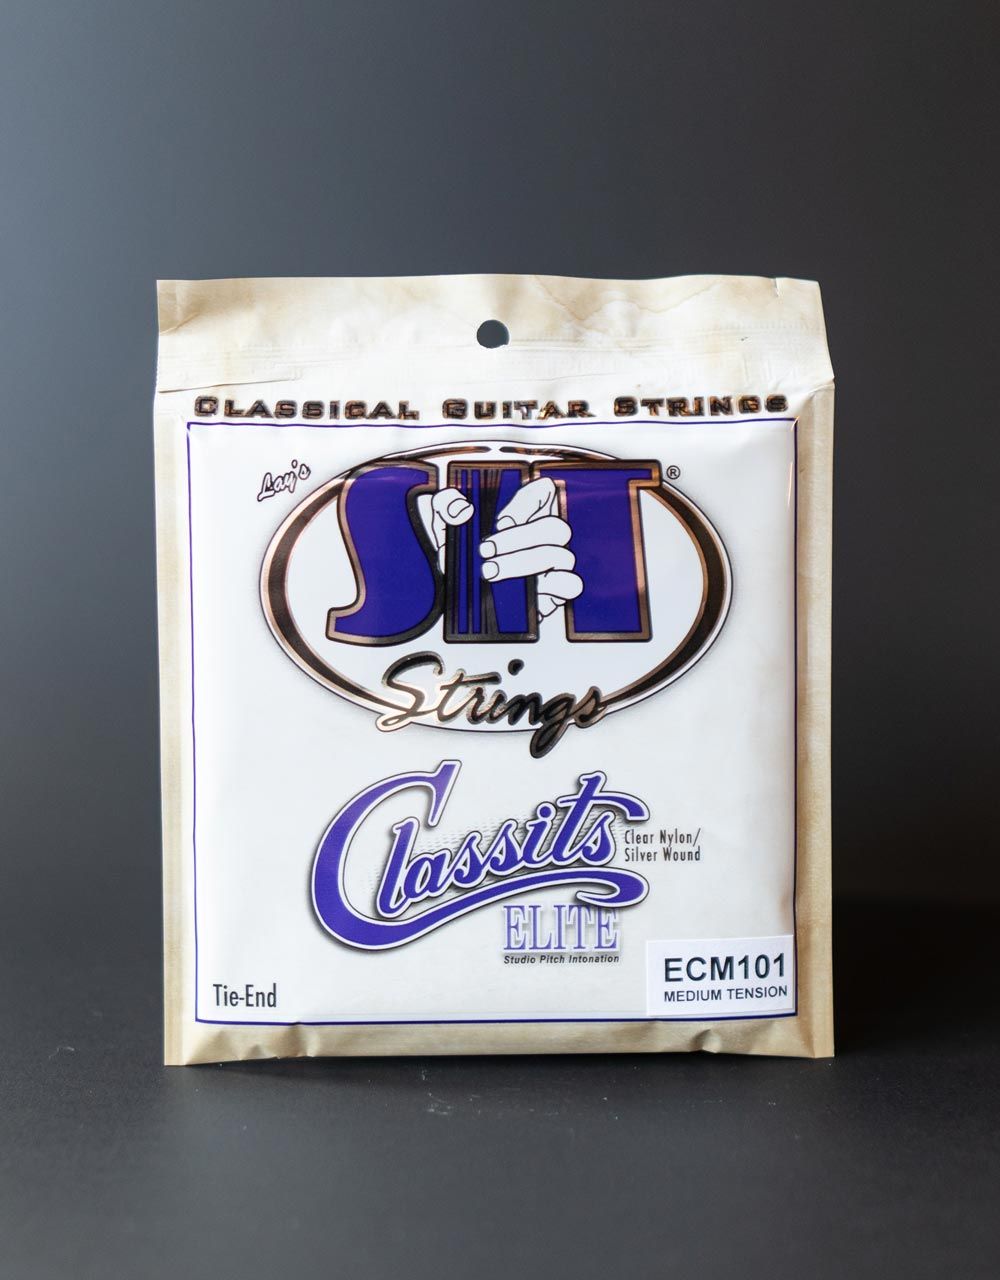 CLASSICAL GUITAR STRINGS
Lay's
SIT ®
Strings
Classits
Clear Nylon/
Silver Wound
ELITE
Studio Pitch Intonation
ECM101
MEDIUM TENSION
Tie-End